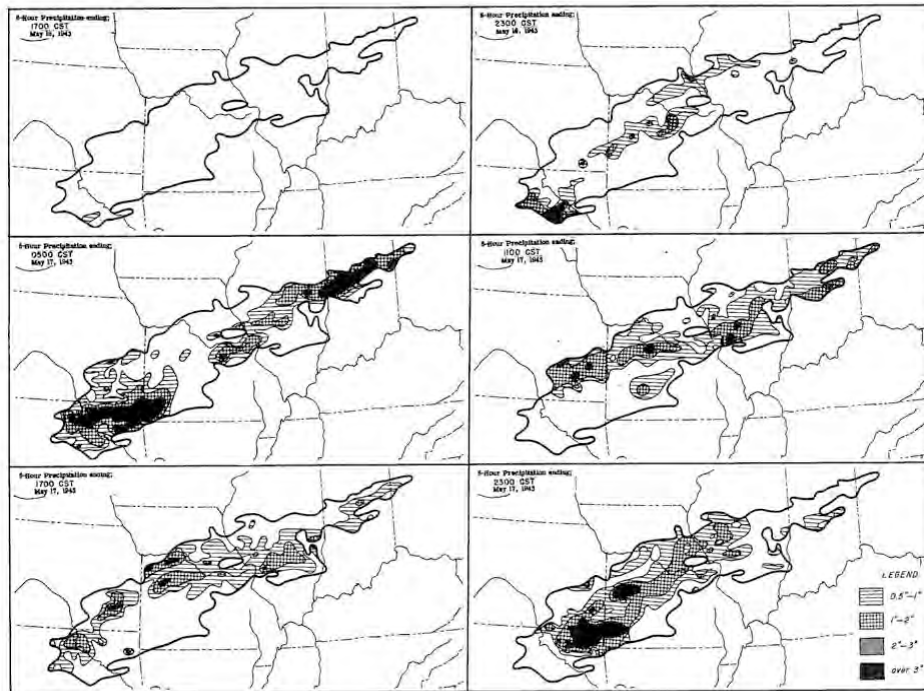 6-Hour Precipitation ending;
1700 CST
May 16, 1943
6-Hour Precipitation ending;
2300 CST
May 16, 1943
6-Hour Precipitation ending;
0500 CST
May 17, 1943
6-Hour Precipitation ending;
1100 CST
May 17, 1943
6-Hour Precipitation ending;
1700 CST
May 17, 1943
6-Hour Precipitation ending;
2300 CST
May 17, 1943
LEGEND
0.5"-1"
1"-2"
2"-3"
over 3"